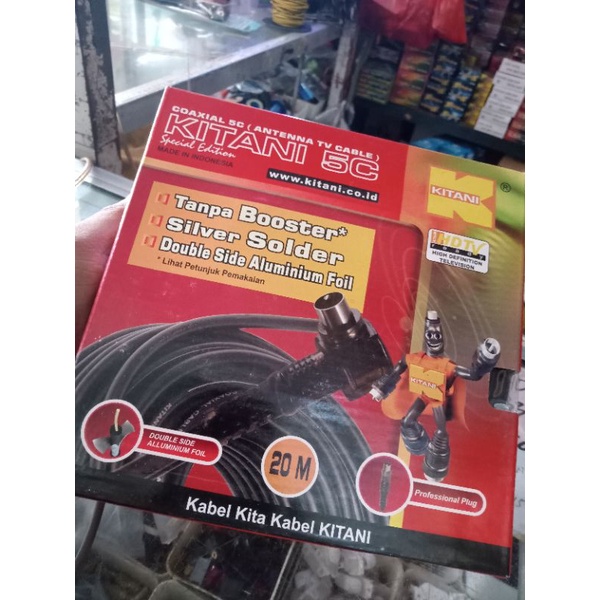 COAXIAL 5C ( ANTENNA TV CABLE )
KITANI 5C
Special Edition
MADE IN INDONESIA
www.kitani.co.id
KITANI
K
®
HDTV
ready
HIGH DEFINITION
TELEVISION
Tanpa Booster*
Silver Solder
Double Side Aluminium Foil
* Lihat Petunjuk Pemakaian
KITANI
DOUBLE SIDE
ALLUMINIUM FOIL
20 M
Professional Plug
Kabel Kita Kabel KITANI